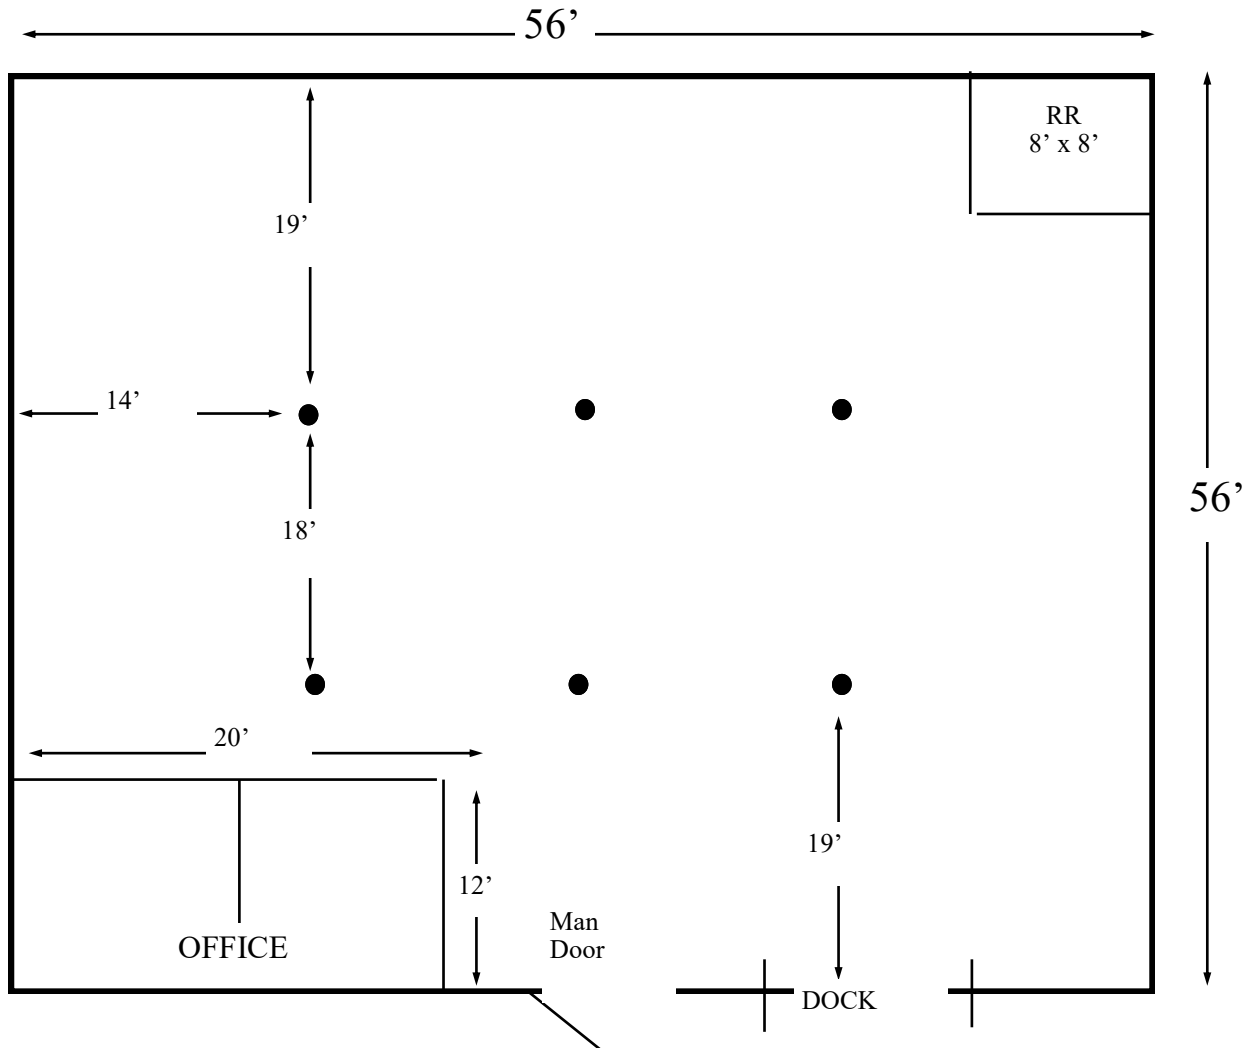 56’
RR
8’ x 8’
19’
14’
56’
18’
20’
19’
12’
Man
Door
OFFICE
DOCK